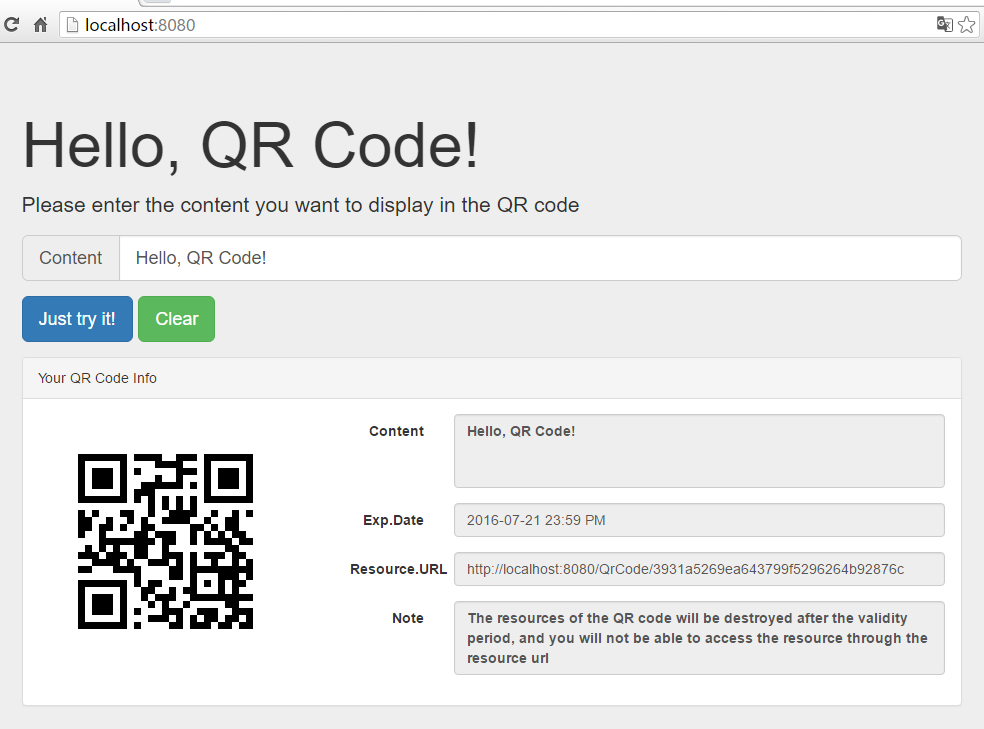 localhost:8080
Hello, QR Code!
Please enter the content you want to display in the QR code
Content
Hello, QR Code!
Just try it!
Clear
Your QR Code Info
Content
Hello, QR Code!
Exp.Date
2016-07-21 23:59 PM
Resource.URL
http://localhost:8080/QrCode/3931a5269ea643799f5296264b92876c
Note
The resources of the QR code will be destroyed after the validity
period, and you will not be able to access the resource through the
resource url